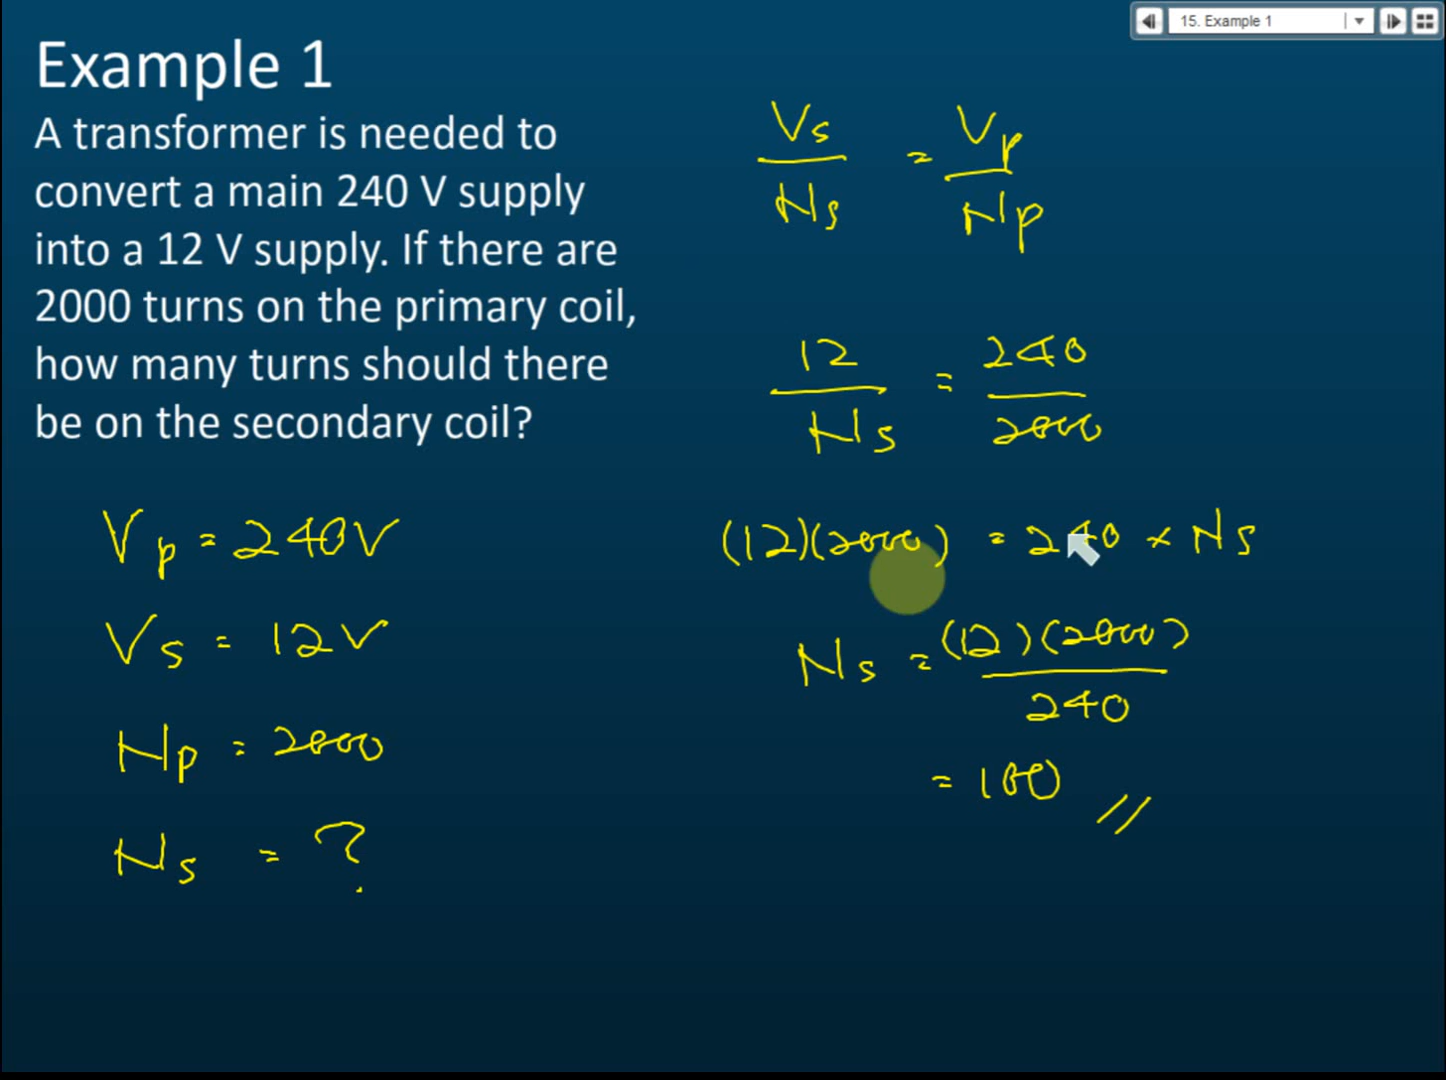 15. Example 1
Example 1
A transformer is needed to
convert a main 240 V supply
into a 12 V supply. If there are
2000 turns on the primary coil,
how many turns should there
be on the secondary coil?
Vp = 240V
Vs = 12V
Np = 2000
Ns = ?
Vs/Ns = Vp/Np
12/Ns = 240/2000
(12)(2000) = 240 × Ns
Ns = (12)(2000)/240
= 100 //